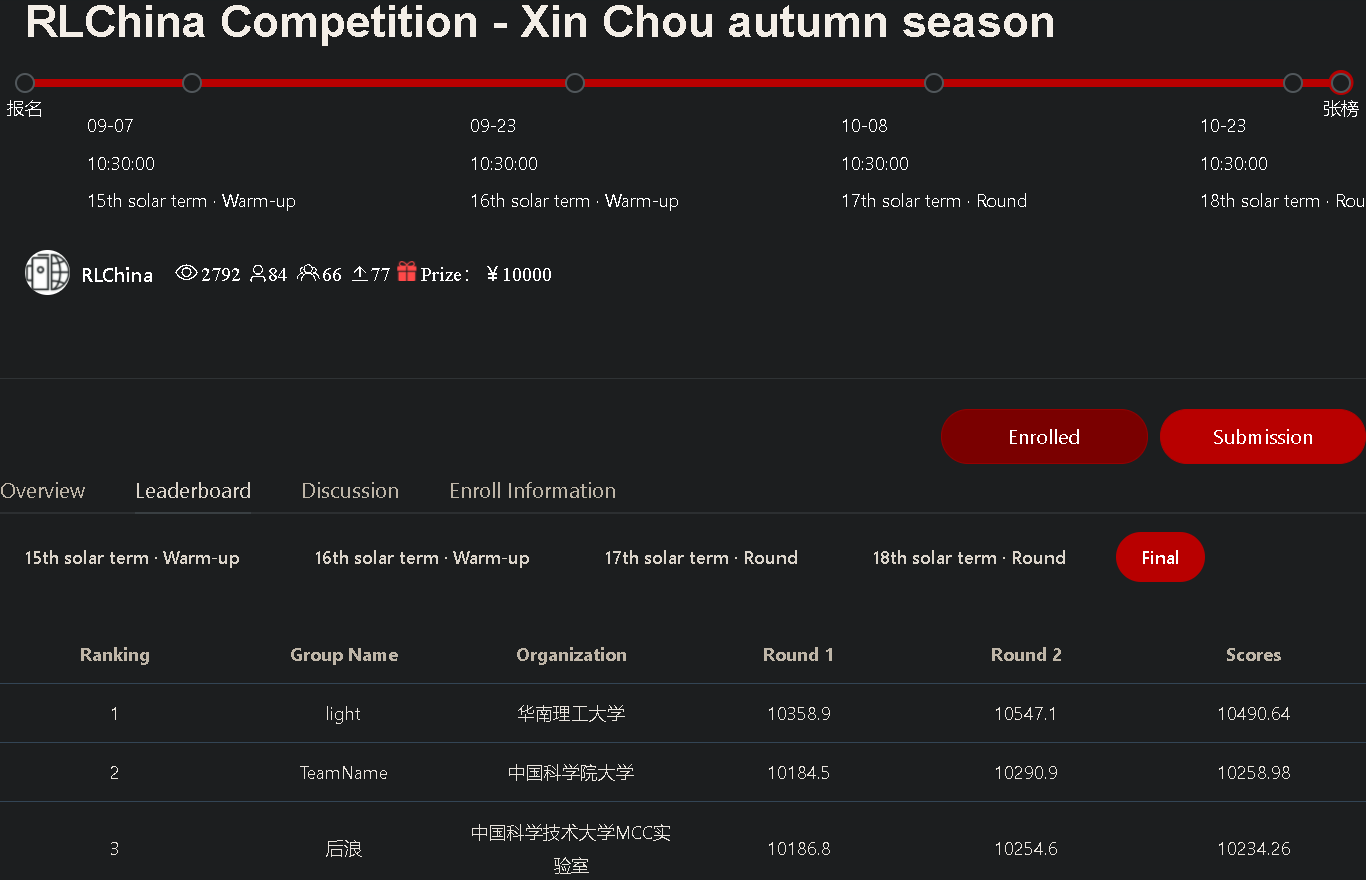 RLChina Competition - Xin Chou autumn season
报名
张榜
09-07
10:30:00
15th solar term · Warm-up
09-23
10:30:00
16th solar term · Warm-up
10-08
10:30:00
17th solar term · Round
10-23
10:30:00
18th solar term · Rou
RLChina 2792 84 66 77 Prize: ¥10000
Enrolled Submission
Overview Leaderboard Discussion Enroll Information
15th solar term · Warm-up 16th solar term · Warm-up 17th solar term · Round 18th solar term · Round Final
Ranking Group Name Organization Round 1 Round 2 Scores
1 light 华南理工大学 10358.9 10547.1 10490.64
2 TeamName 中国科学院大学 10184.5 10290.9 10258.98
3 后浪 中国科学技术大学MCC实 10186.8 10254.6 10234.26
验室